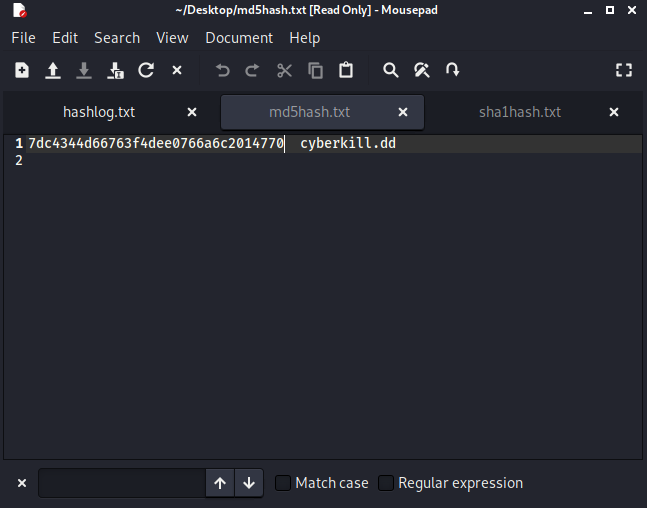 ~/Desktop/md5hash.txt [Read Only] - Mousepad
File Edit Search View Document Help
hashlog.txt md5hash.txt sha1hash.txt
1 7dc4344d66763f4dee0766a6c2014770  cyberkill.dd
2
Match case Regular expression